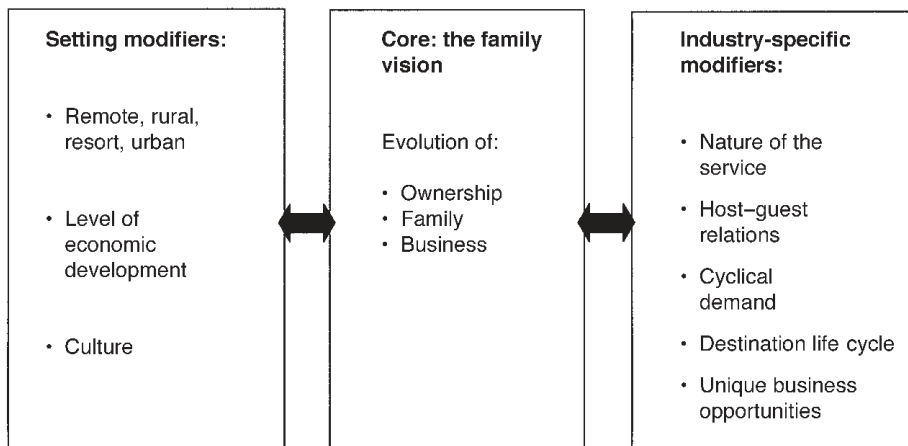 Setting modifiers:
• Remote, rural,
resort, urban
• Level of
economic
development
• Culture
Core: the family
vision
Evolution of:
• Ownership
• Family
• Business
Industry-specific
modifiers:
• Nature of the
service
• Host–guest
relations
• Cyclical
demand
• Destination life cycle
• Unique business
opportunities